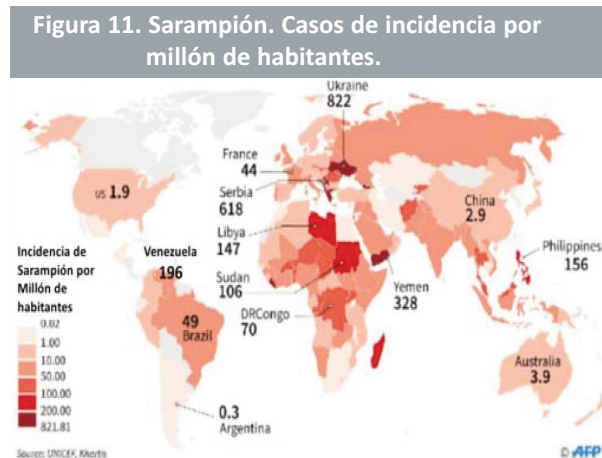 Figura 11. Sarampión. Casos de incidencia por
millón de habitantes.
Ukraine
822
France
44
US 1.9
Serbia
618
China
2.9
Libya
147
Venezuela
196
Philippines
156
Sudan
106
Yemen
328
DRCongo
70
49
Brazil
Australia
3.9
0.3
Argentina
Incidencia de
Sarampión por
Millón de
habitantes
0.02
1.00
10.00
50.00
100.00
200.00
821.81
Source: UNICEF, Khartis
© AFP